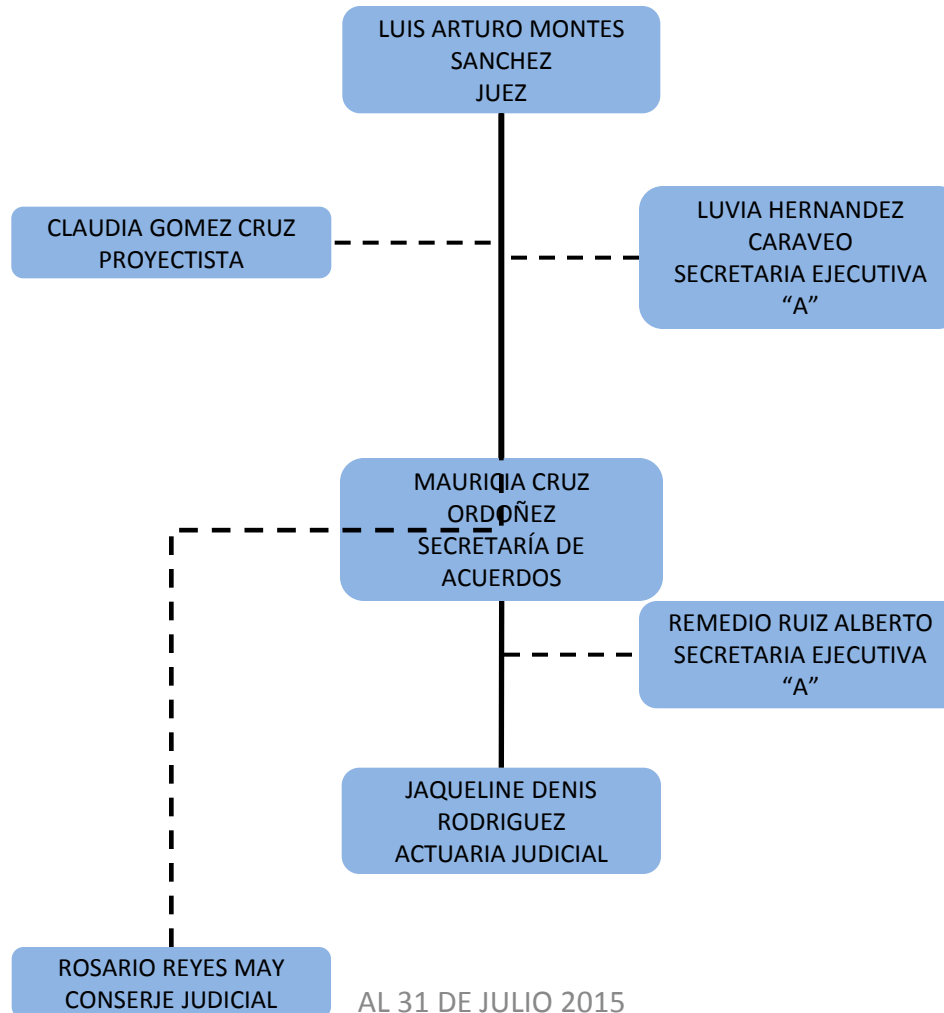 LUIS ARTURO MONTES
SANCHEZ
JUEZ
CLAUDIA GOMEZ CRUZ
PROYECTISTA
LUVIA HERNANDEZ
CARAVEO
SECRETARIA EJECUTIVA
“A”
MAURICIA CRUZ
ORDOÑEZ
SECRETARÍA DE
ACUERDOS
REMEDIO RUIZ ALBERTO
SECRETARIA EJECUTIVA
“A”
JAQUELINE DENIS
RODRIGUEZ
ACTUARIA JUDICIAL
ROSARIO REYES MAY
CONSERJE JUDICIAL
AL 31 DE JULIO 2015